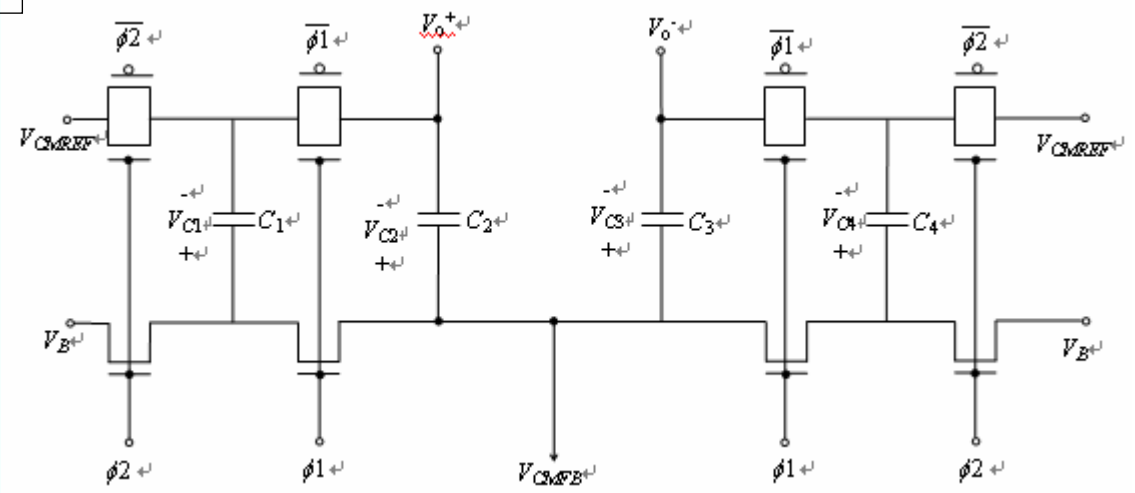 Vo+↵ Vo-↵
φ2̅ ↵ φ1̅ ↵ φ1̅ ↵ φ2̅ ↵
VCMREF↵ VCMREF↵
-↵ -↵ -↵ -↵
VC1↵ C1↵ VC2↵ C2↵ VC3↵ C3↵ VC4↵ C4↵
+↵ +↵ +↵ +↵
VB↵ VB↵
φ2 ↵ φ1 ↵ VCMFB↵ φ1 ↵ φ2 ↵